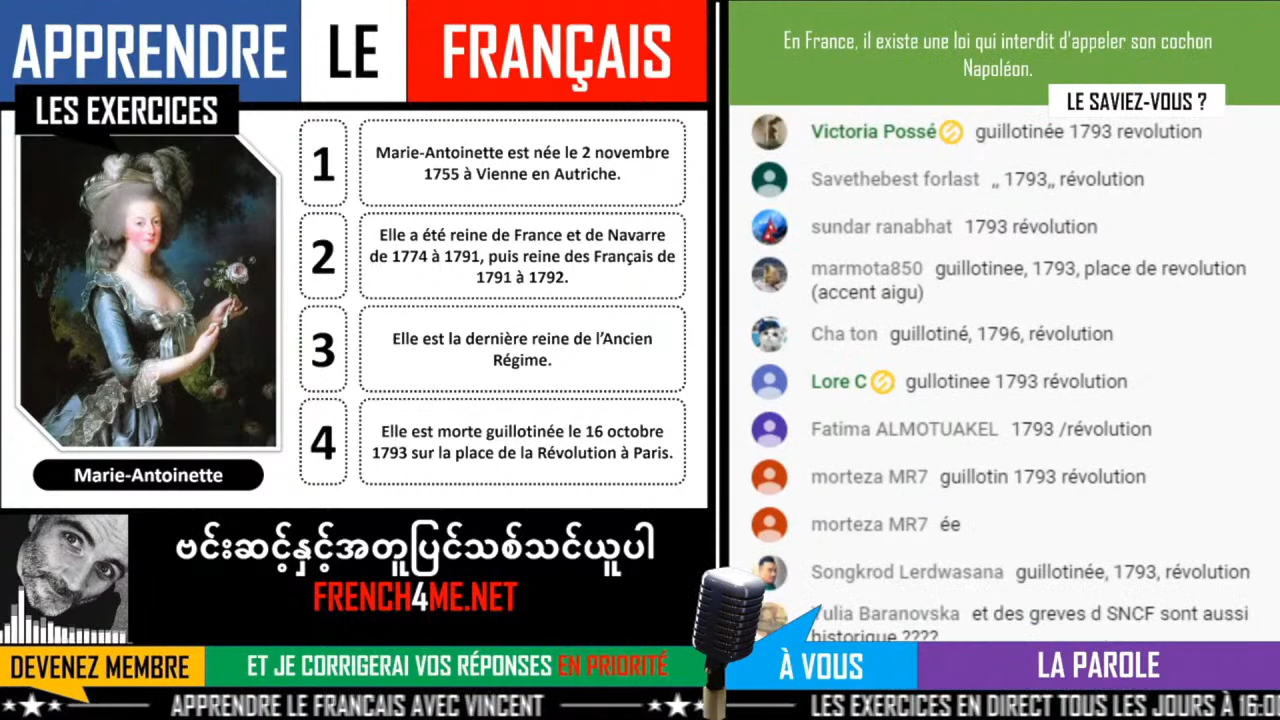 APPRENDRE LE FRANÇAIS
LES EXERCICES
1
Marie-Antoinette est née le 2 novembre
1755 à Vienne en Autriche.
2
Elle a été reine de France et de Navarre
de 1774 à 1791, puis reine des Français de
1791 à 1792.
3
Elle est la dernière reine de l'Ancien
Régime.
4
Elle est morte guillotinée le 16 octobre
1793 sur la place de la Révolution à Paris.
Marie-Antoinette
ဗင်းဆင့်နှင့်အတူပြင်သစ်သင်ယူပါ
FRENCH4ME.NET
DEVENEZ MEMBRE
ET JE CORRIGERAI VOS RÉPONSES EN PRIORITÉ
En France, il existe une loi qui interdit d'appeler son cochon
Napoléon.
LE SAVIEZ-VOUS ?
Victoria Possé guillotinée 1793 revolution
Savethebest forlast ,, 1793,, révolution
sundar ranabhat 1793 révolution
marmota850 guillotinee, 1793, place de revolution
(accent aigu)
Cha ton guillotiné, 1796, révolution
Lore C gullotinee 1793 révolution
Fatima ALMOTUAKEL 1793 /révolution
morteza MR7 guillotin 1793 révolution
morteza MR7 ée
Songkrod Lerdwasana guillotinée, 1793, révolution
Yulia Baranovska et des greves d SNCF sont aussi
historique ????
À VOUS
LA PAROLE
APPRENDRE LE FRANCAIS AVEC VINCENT
LES EXERCICES EN DIRECT TOUS LES JOURS À 16:00